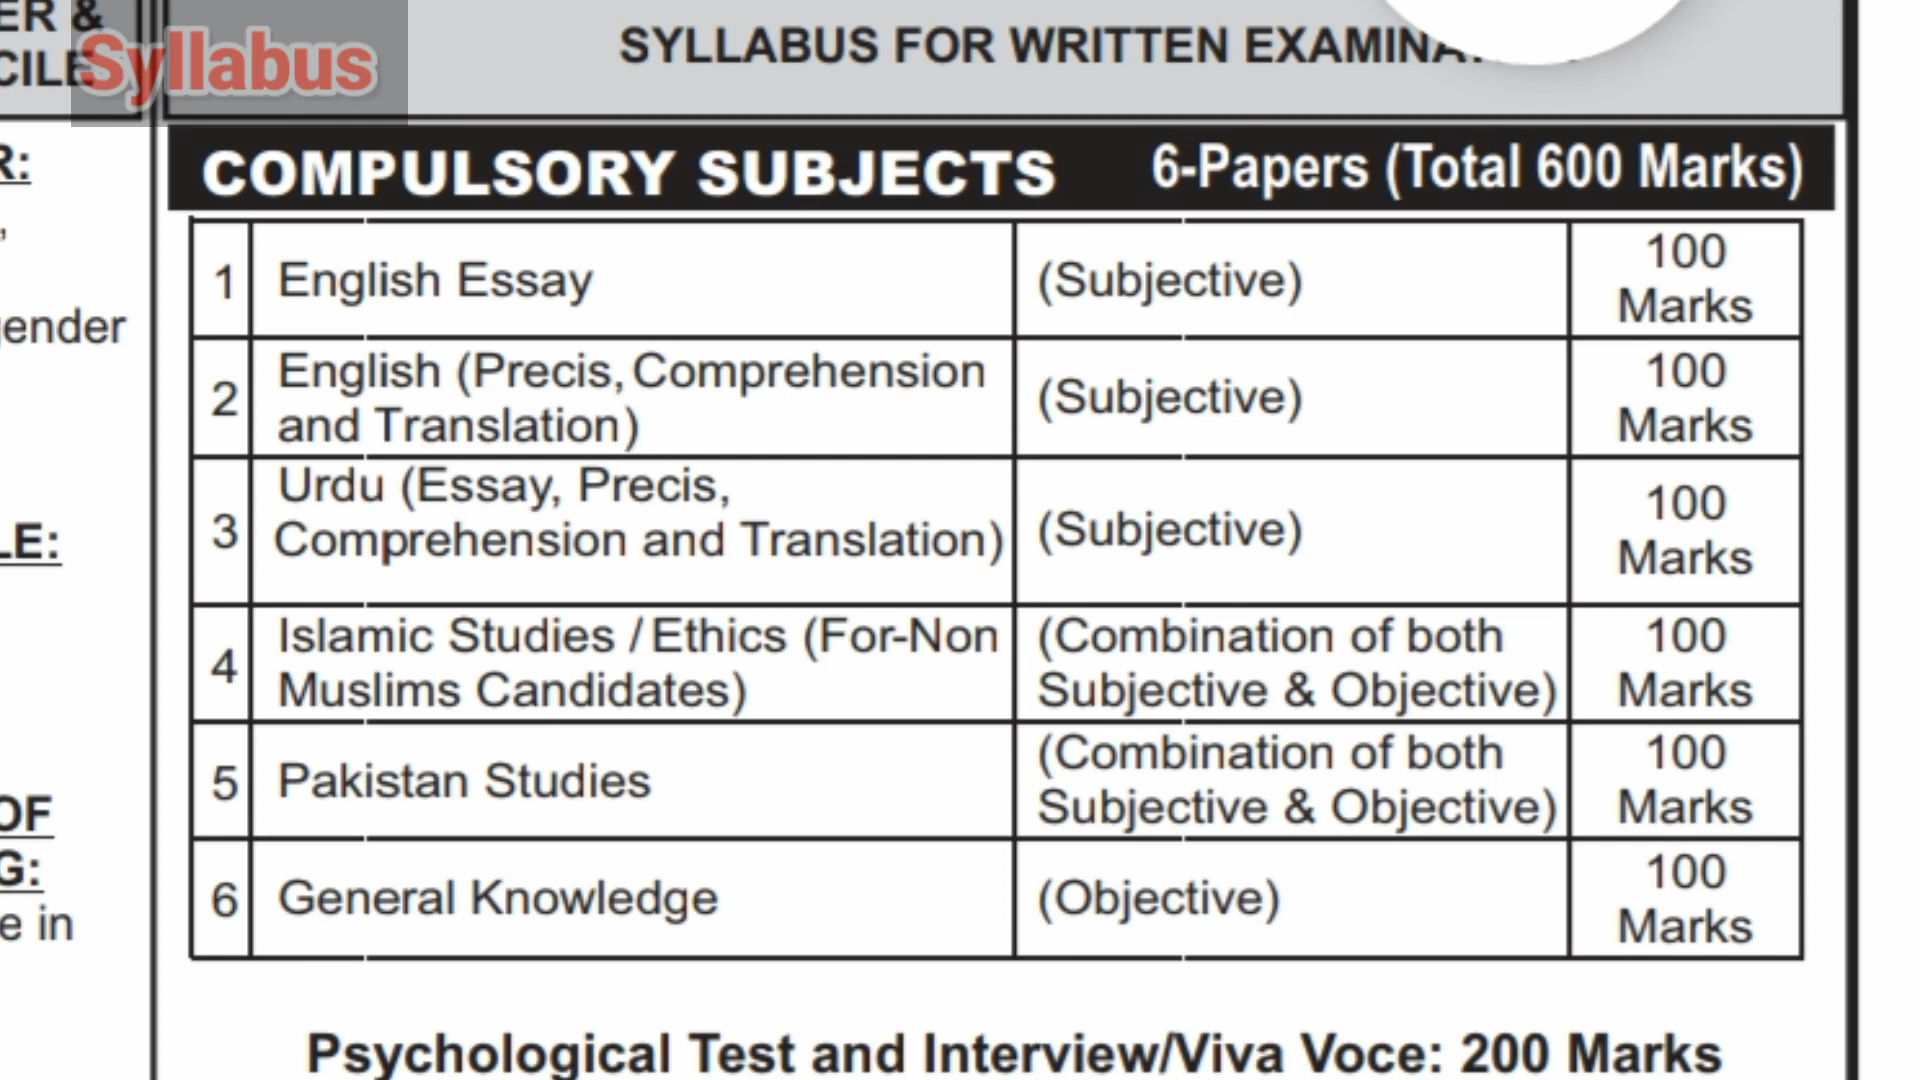 ER &
CILE
Syllabus
SYLLABUS FOR WRITTEN
R:
,
gender
LE:
OF
G:
e in
COMPULSORY SUBJECTS 6-Papers (Total 600 Marks)
1 English Essay (Subjective) 100 Marks
2 English (Precis, Comprehension and Translation) (Subjective) 100 Marks
3 Urdu (Essay, Precis, Comprehension and Translation) (Subjective) 100 Marks
4 Islamic Studies / Ethics (For-Non Muslims Candidates) (Combination of both Subjective & Objective) 100 Marks
5 Pakistan Studies (Combination of both Subjective & Objective) 100 Marks
6 General Knowledge (Objective) 100 Marks
Psychological Test and Interview/Viva Voce: 200 Marks